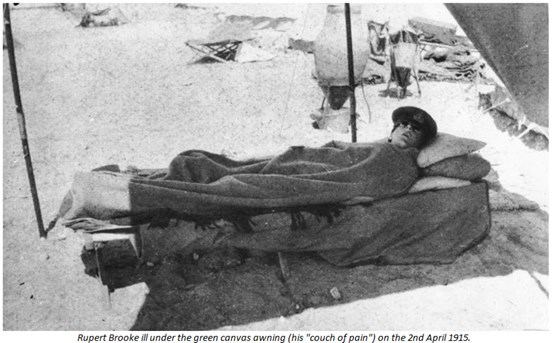 Rupert Brooke ill under the green canvas awning (his "couch of pain") on the 2nd April 1915.